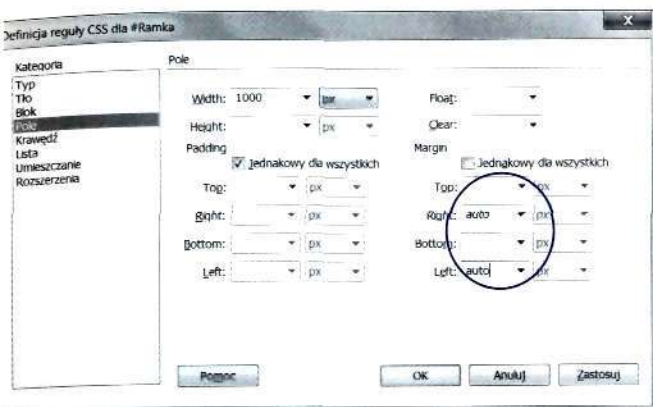 Definicja reguły CSS dla #Ramka
x
Kategoria
Pole
Typ
Tło
Blok
Pole
Krawędź
Lista
Umieszczanie
Rozszerzenia
Width: 1000 px
Float:
Height: px
Clear:
Padding
Margin
Jednakowy dla wszystkich
Jednakowy dla wszystkich
Top: px
Top: px
Right: px
Right: auto px
Bottom: px
Bottom: px
Left: px
Left: auto px
Pomoc
OK
Anuluj
Zastosuj